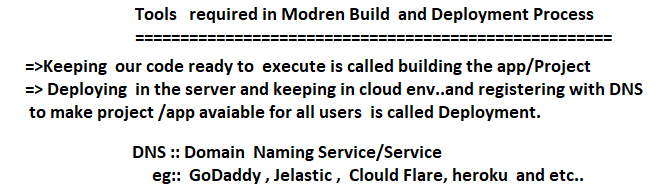 Tools required in Modren Build and Deployment Process
=====================================================
=>Keeping our code ready to execute is called building the app/Project
=> Deploying in the server and keeping in cloud env..and registering with DNS
to make project /app avaiable for all users is called Deployment.
DNS :: Domain Naming Service/Service
eg:: GoDaddy , Jelastic , Clould Flare, heroku and etc..